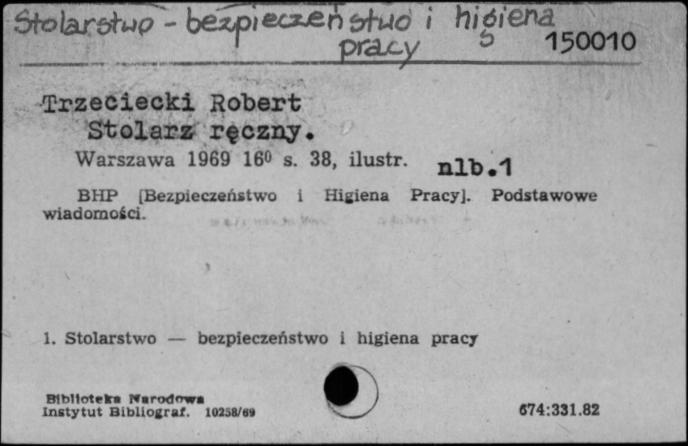 Stolarstwo - bezpieczeństwo i higiena
pracy 150010
Trzeciecki Robert
Stolarz ręczny.
Warszawa 1969 16⁰ s. 38, ilustr. nlb.1
BHP [Bezpieczeństwo i Higiena Pracy]. Podstawowe
wiadomości.
1. Stolarstwo — bezpieczeństwo i higiena pracy
Biblioteka Narodowa
Instytut Bibliograf. 10258/69 674:331.82